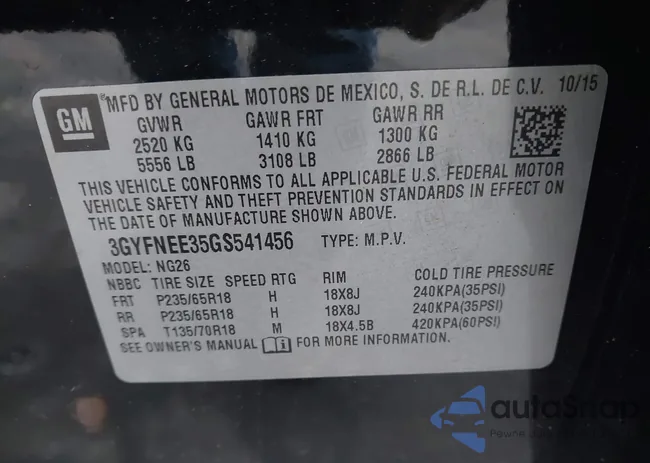 GM
®MFD BY GENERAL MOTORS DE MEXICO, S. DE R.L. DE C.V. 10/15
GVWR GAWR FRT GAWR RR
2520 KG 1410 KG 1300 KG
5556 LB 3108 LB 2866 LB
THIS VEHICLE CONFORMS TO ALL APPLICABLE U.S. FEDERAL MOTOR
VEHICLE SAFETY AND THEFT PREVENTION STANDARDS IN EFFECT ON
THE DATE OF MANUFACTURE SHOWN ABOVE.
3GYFNEE35GS541456 TYPE: M.P.V.
MODEL: NG26
NBBC TIRE SIZE SPEED RTG RIM COLD TIRE PRESSURE
FRT P235/65R18 H 18X8J 240KPA(35PSI)
RR P235/65R18 H 18X8J 240KPA(35PSI)
SPA T135/70R18 M 18X4.5B 420KPA(60PSI)
SEE OWNER'S MANUAL FOR MORE INFORMATION.
autoSnap